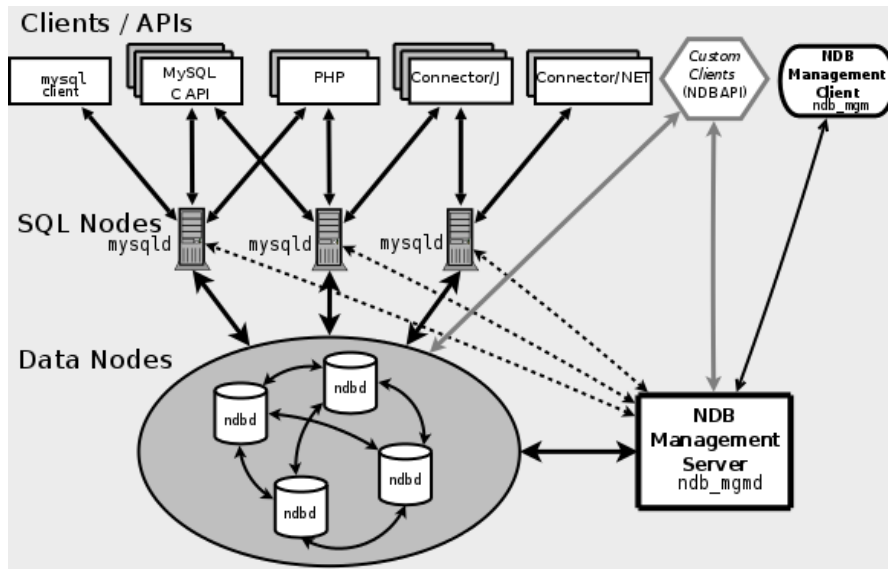 Clients / APIs
mysql
client
MySQL
C API
PHP
Connector/J
Connector/NET
Custom
Clients
(NDBAPI)
NDB
Management
Client
ndb_mgm
SQL Nodes
mysqld
mysqld
mysqld
Data Nodes
ndbd
ndbd
ndbd
ndbd
NDB
Management
Server
ndb_mgmd